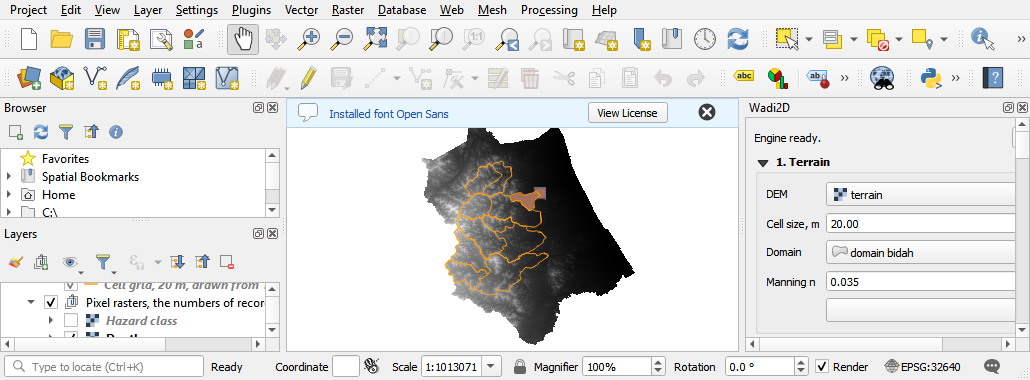 Project Edit View Layer Settings Plugins Vector Raster Database Web Mesh Processing Help
abc
abc
Browser
Installed font Open Sans
View License
Wadi2D
Favorites
Spatial Bookmarks
Home
C:\
Engine ready.
1. Terrain
DEM terrain
Cell size, m 20.00
Domain domain bidah
Manning n 0.035
Layers
Cell grid, 20 m, drawn from
Pixel rasters, the numbers of recor
Hazard class
Type to locate (Ctrl+K)
Ready
Coordinate
Scale 1:1013071
Magnifier 100%
Rotation 0.0 °
Render
EPSG:32640